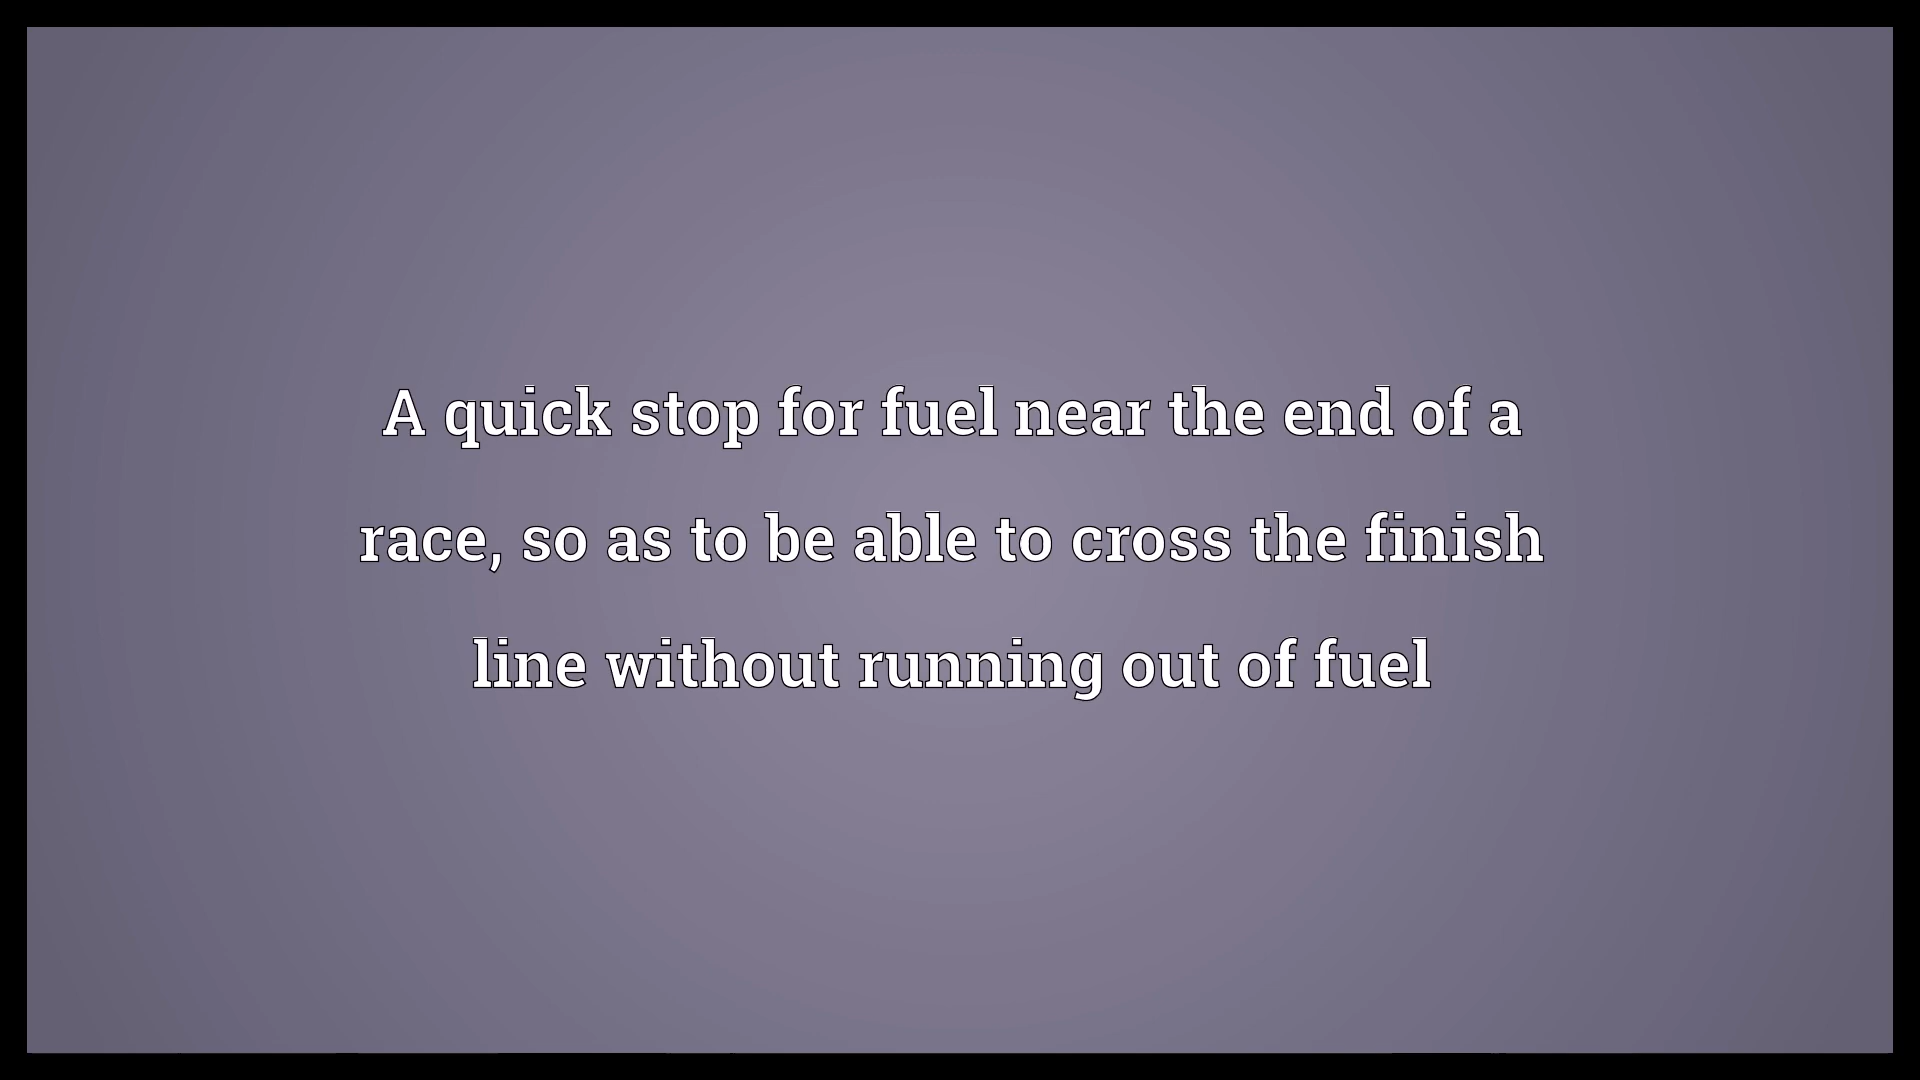 A quick stop for fuel near the end of a
race, so as to be able to cross the finish
line without running out of fuel